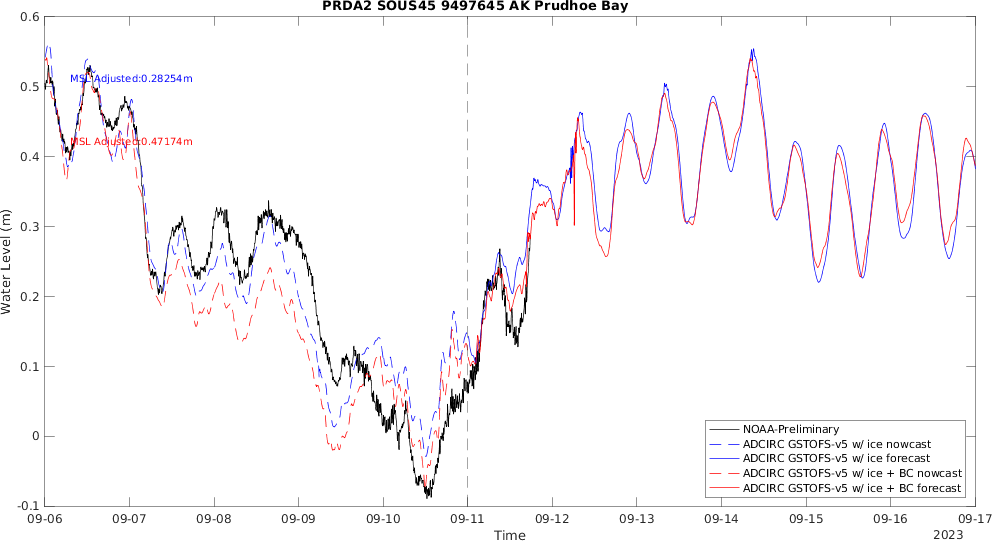 PRDA2 SOUS45 9497645 AK Prudhoe Bay
0.6
0.5
0.4
0.3
0.2
0.1
0
-0.1
Water Level (m)
MSL Adjusted:0.28254m
MSL Adjusted:0.47174m
NOAA-Preliminary
ADCIRC GSTOFS-v5 w/ ice nowcast
ADCIRC GSTOFS-v5 w/ ice forecast
ADCIRC GSTOFS-v5 w/ ice + BC nowcast
ADCIRC GSTOFS-v5 w/ ice + BC forecast
09-06 09-07 09-08 09-09 09-10 09-11 09-12 09-13 09-14 09-15 09-16 09-17
Time
2023